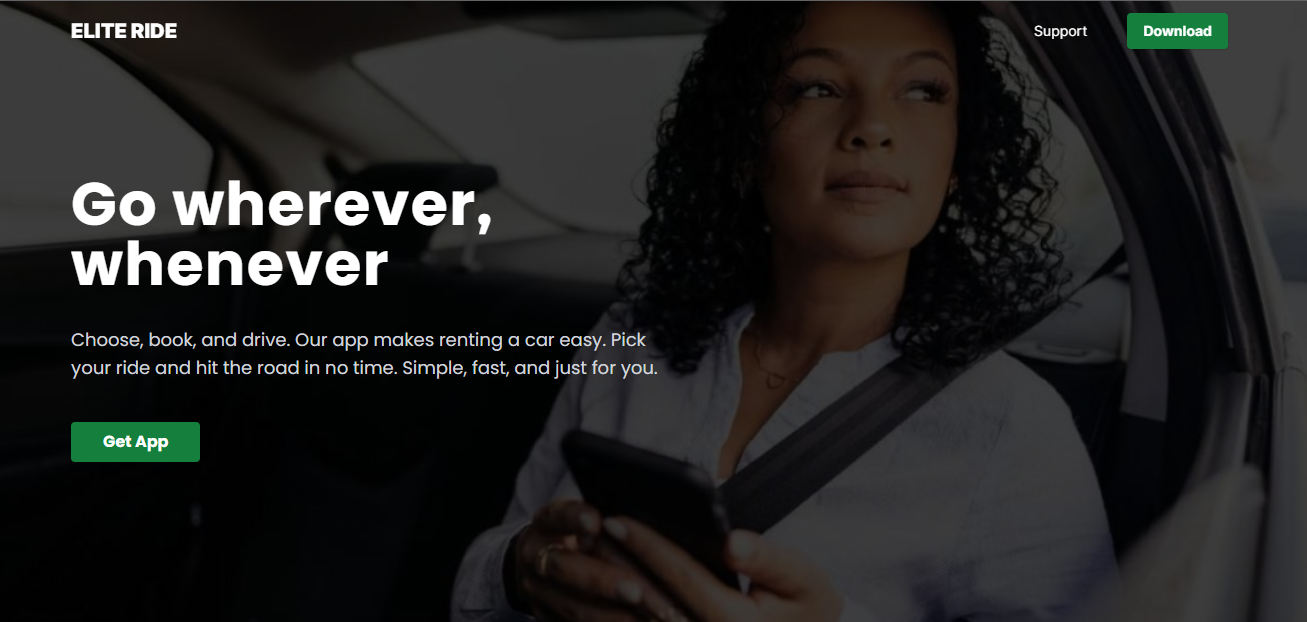 ELITE RIDE
Support
Download
Go wherever,
whenever
Choose, book, and drive. Our app makes renting a car easy. Pick
your ride and hit the road in no time. Simple, fast, and just for you.
Get App